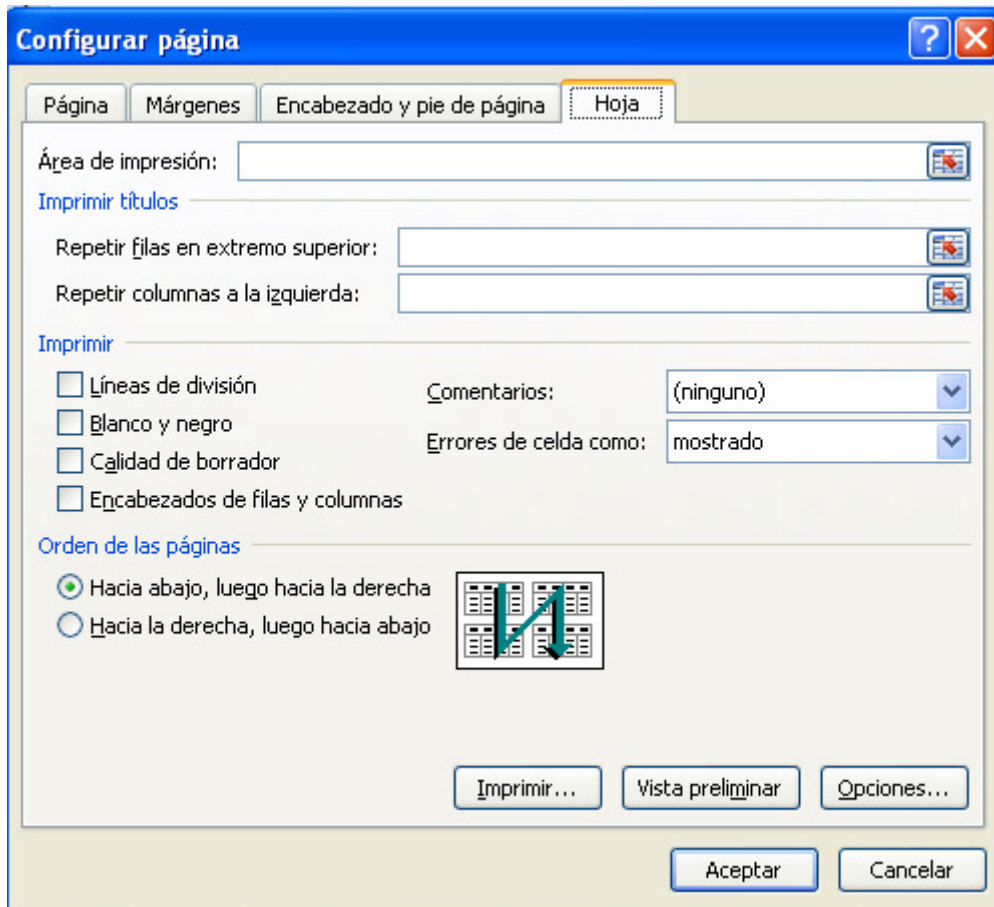 Configurar página
Página Márgenes Encabezado y pie de página Hoja
Área de impresión:
Imprimir títulos
Repetir filas en extremo superior:
Repetir columnas a la izquierda:
Imprimir
Líneas de división
Comentarios: (ninguno)
Blanco y negro
Errores de celda como: mostrado
Calidad de borrador
Encabezados de filas y columnas
Orden de las páginas
Hacia abajo, luego hacia la derecha
Hacia la derecha, luego hacia abajo
Imprimir... Vista preliminar Opciones...
Aceptar Cancelar